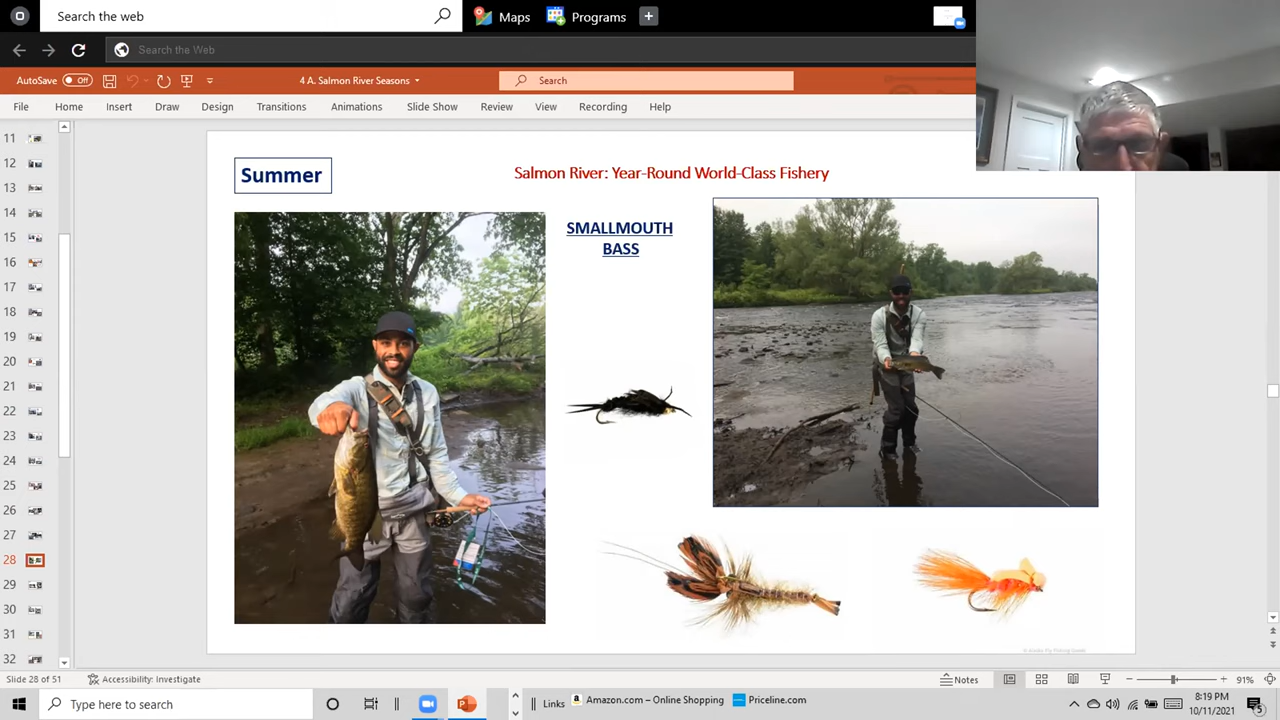 Search the web
Maps
Programs
Search the Web
AutoSave Off
4 A. Salmon River Seasons
Search
File Home Insert Draw Design Transitions Animations Slide Show Review View Recording Help
11
12
13
14
15
16
17
18
19
20
21
22
23
24
25
26
27
28
29
30
31
32
Summer
Salmon River: Year-Round World-Class Fishery
SMALLMOUTH
BASS
Slide 28 of 51
Accessibility: Investigate
Notes
91%
Type here to search
Links
Amazon.com – Online Shopping
Priceline.com
8:19 PM
10/11/2021
5